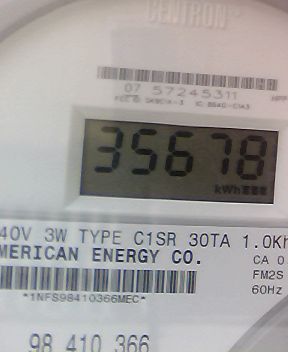 CENTRON
07 57245311
35678
kWh
40V 3W TYPE C1SR 30TA 1.0Kh
MERICAN ENERGY CO.
CA 0
FM2S
60Hz
*1NFS98410366MEC*
98 410 366